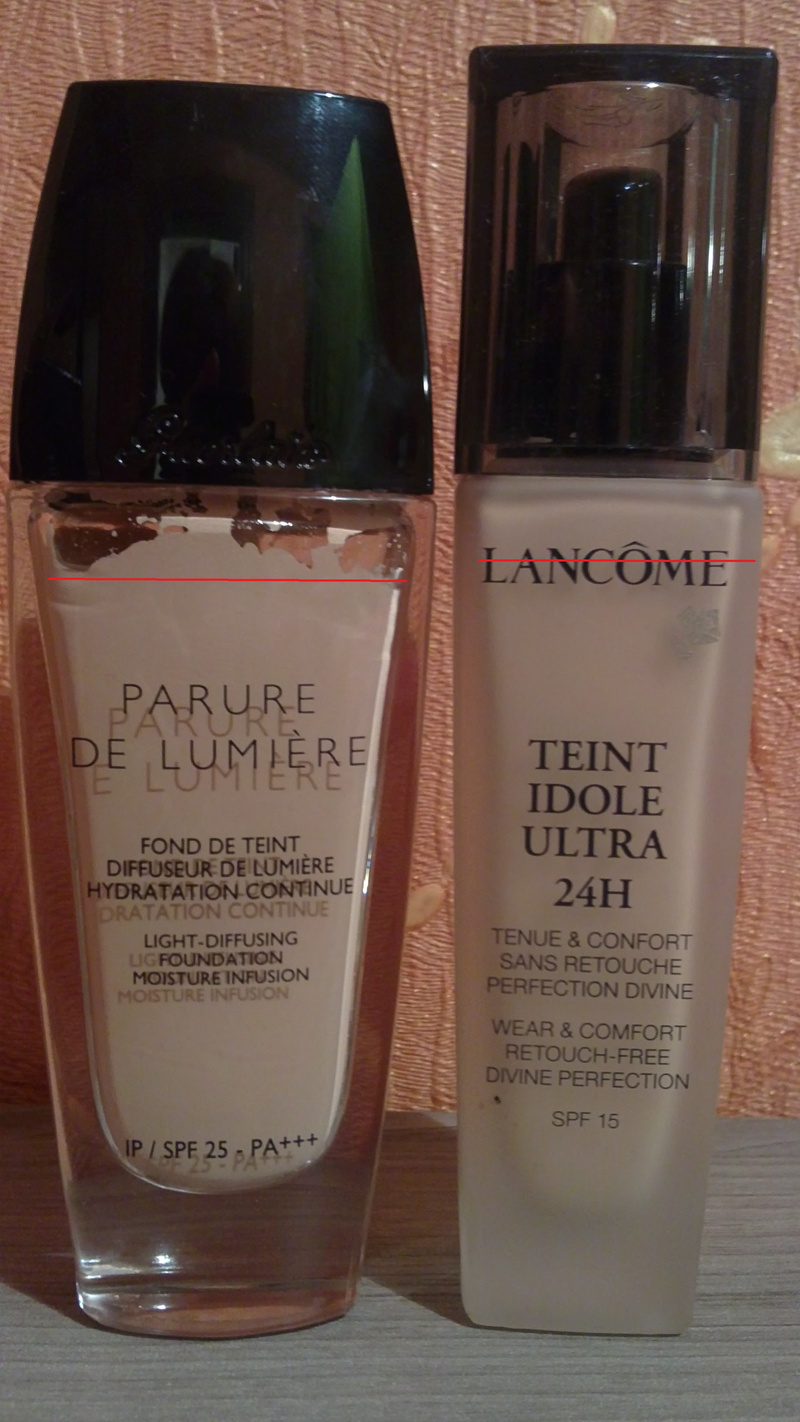 Guerlain
PARURE
DE LUMIÈRE
FOND DE TEINT
DIFFUSEUR DE LUMIÈRE
HYDRATATION CONTINUE
LIGHT-DIFFUSING
FOUNDATION
MOISTURE INFUSION
IP / SPF 25 - PA+++
LANCÔME
TEINT
IDOLE
ULTRA
24H
TENUE & CONFORT
SANS RETOUCHE
PERFECTION DIVINE
WEAR & COMFORT
RETOUCH-FREE
DIVINE PERFECTION
SPF 15